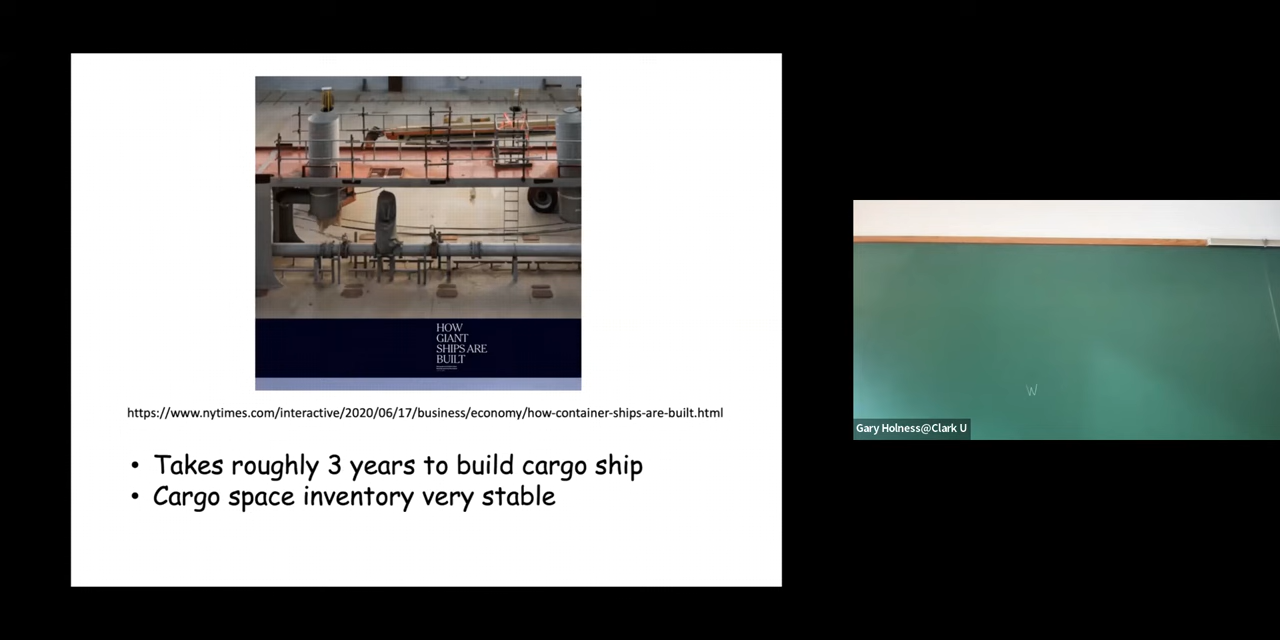 HOW
GIANT
SHIPS ARE
BUILT
https://www.nytimes.com/interactive/2020/06/17/business/economy/how-container-ships-are-built.html
• Takes roughly 3 years to build cargo ship
• Cargo space inventory very stable
W
Gary Holness@Clark U